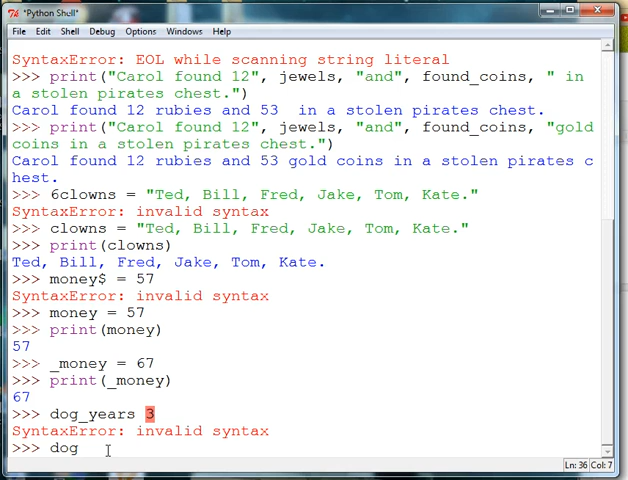 *Python Shell*
File Edit Shell Debug Options Windows Help
SyntaxError: EOL while scanning string literal
>>> print("Carol found 12", jewels, "and", found_coins, " in
a stolen pirates chest.")
Carol found 12 rubies and 53  in a stolen pirates chest.
>>> print("Carol found 12", jewels, "and", found_coins, "gold
coins in a stolen pirates chest.")
Carol found 12 rubies and 53 gold coins in a stolen pirates c
hest.
>>> 6clowns = "Ted, Bill, Fred, Jake, Tom, Kate."
SyntaxError: invalid syntax
>>> clowns = "Ted, Bill, Fred, Jake, Tom, Kate."
>>> print(clowns)
Ted, Bill, Fred, Jake, Tom, Kate.
>>> money$ = 57
SyntaxError: invalid syntax
>>> money = 57
>>> print(money)
57
>>> _money = 67
>>> print(_money)
67
>>> dog_years 3
SyntaxError: invalid syntax
>>> dog
Ln: 36 Col: 7